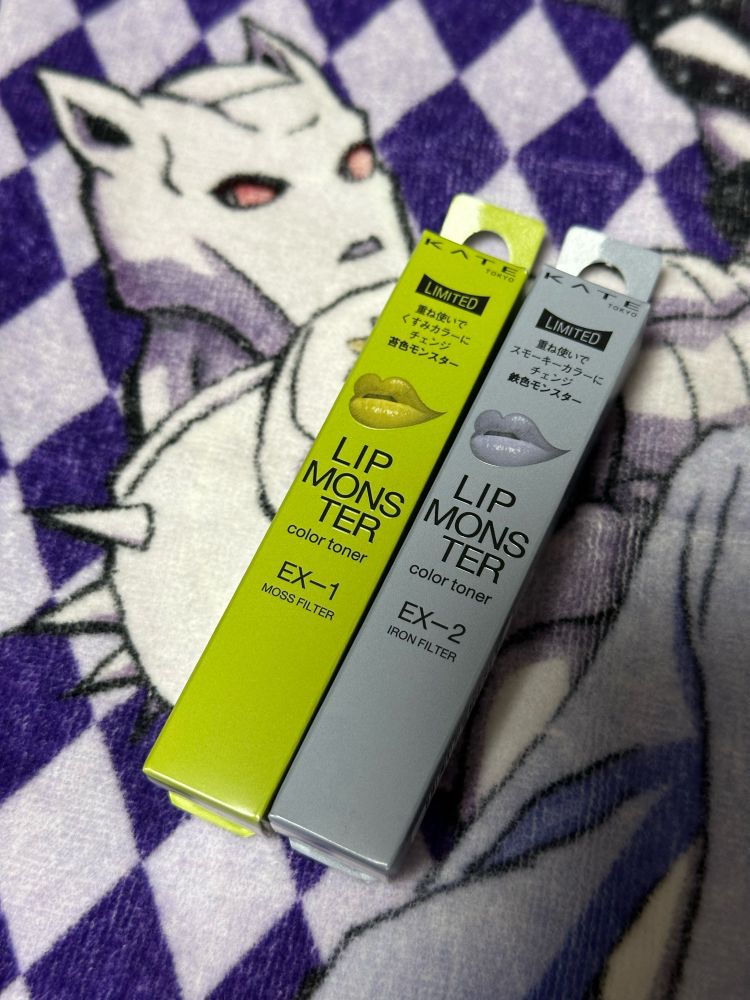 KATE
TOKYO
LIMITED
重ね使いで
くすみカラーに
チェンジ
苔色モンスター
LIP
MONS
TER
color toner
EX-1
MOSS FILTER
KATE
TOKYO
LIMITED
重ね使いで
スモーキーカラーに
チェンジ
鉄色モンスター
LIP
MONS
TER
color toner
EX-2
IRON FILTER